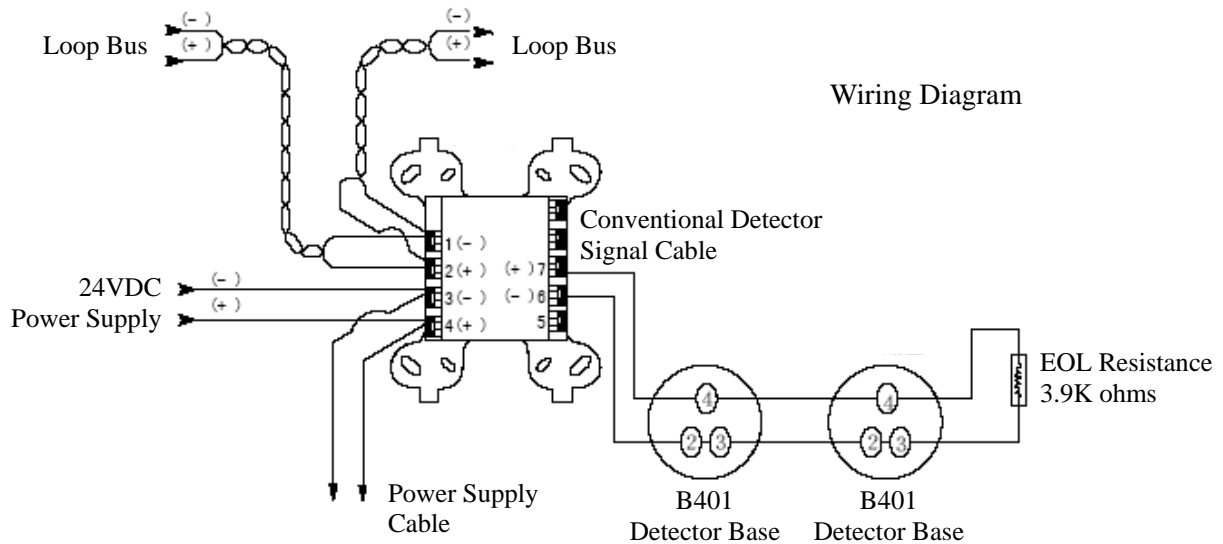 (-)
Loop Bus
(+)
(-)
(+)
Loop Bus
Wiring Diagram
Conventional Detector
Signal Cable
1(-)
2(+)
3(-)
4(+)
(+)7
(-)6
5
24VDC
Power Supply
(-)
(+)
EOL Resistance
3.9K ohms
4
2 3
4
2 3
Power Supply
Cable
B401
Detector Base
B401
Detector Base